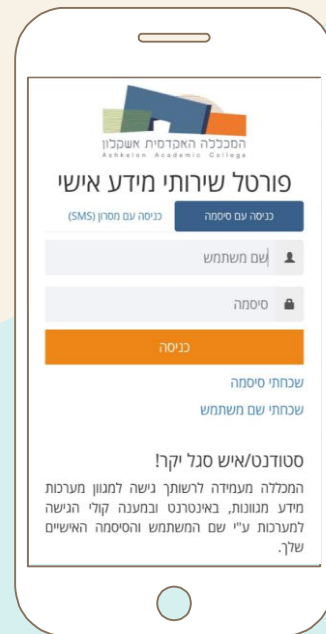 המכללה האקדמית אשקלון
Ashkelon Academic College
פורטל שירותי מידע אישי
כניסה עם סיסמה
כניסה עם מסרון (SMS)
שם משתמש
סיסמה
כניסה
שכחתי סיסמה
שכחתי שם משתמש
סטודנט/איש סגל יקר!
המכללה מעמידה לרשותך גישה למגוון מערכות
מידע מגוונות, באינטרנט ובמענה קולי הגישה
למערכות ע"י שם המשתמש והסיסמה האישיים
שלך.